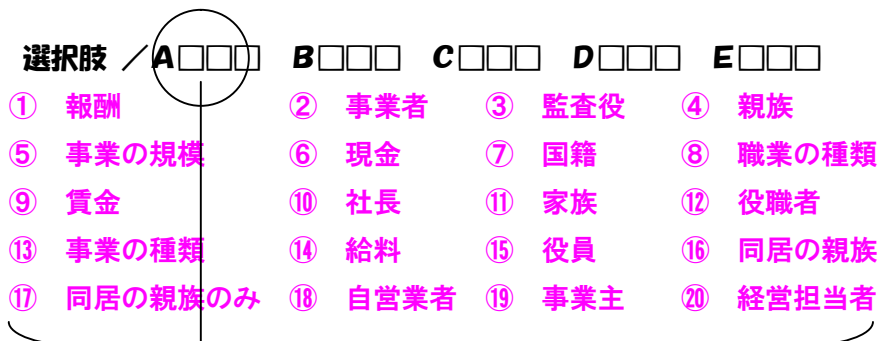 選択肢 ／A□□□ B□□□ C□□□ D□□□ E□□□
① 報酬 ② 事業者 ③ 監査役 ④ 親族
⑤ 事業の規模 ⑥ 現金 ⑦ 国籍 ⑧ 職業の種類
⑨ 賃金 ⑩ 社長 ⑪ 家族 ⑫ 役職者
⑬ 事業の種類 ⑭ 給料 ⑮ 役員 ⑯ 同居の親族
⑰ 同居の親族のみ ⑱ 自営業者 ⑲ 事業主 ⑳ 経営担当者